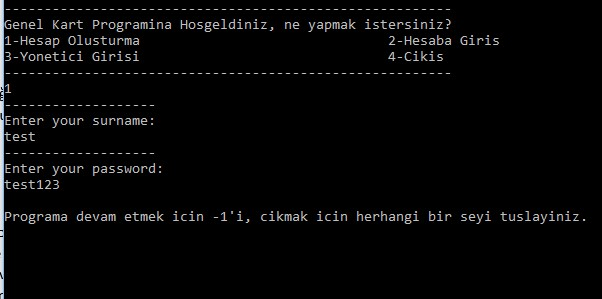 -------------------------------------------------------
Genel Kart Programina Hosgeldiniz, ne yapmak istersiniz?
1-Hesap Olusturma 2-Hesaba Giris
3-Yonetici Girisi 4-Cikis
-------------------------------------------------------
1
-------------------
Enter your surname:
test
-------------------
Enter your password:
test123
Programa devam etmek icin -1'i, cikmak icin herhangi bir seyi tuslayiniz.